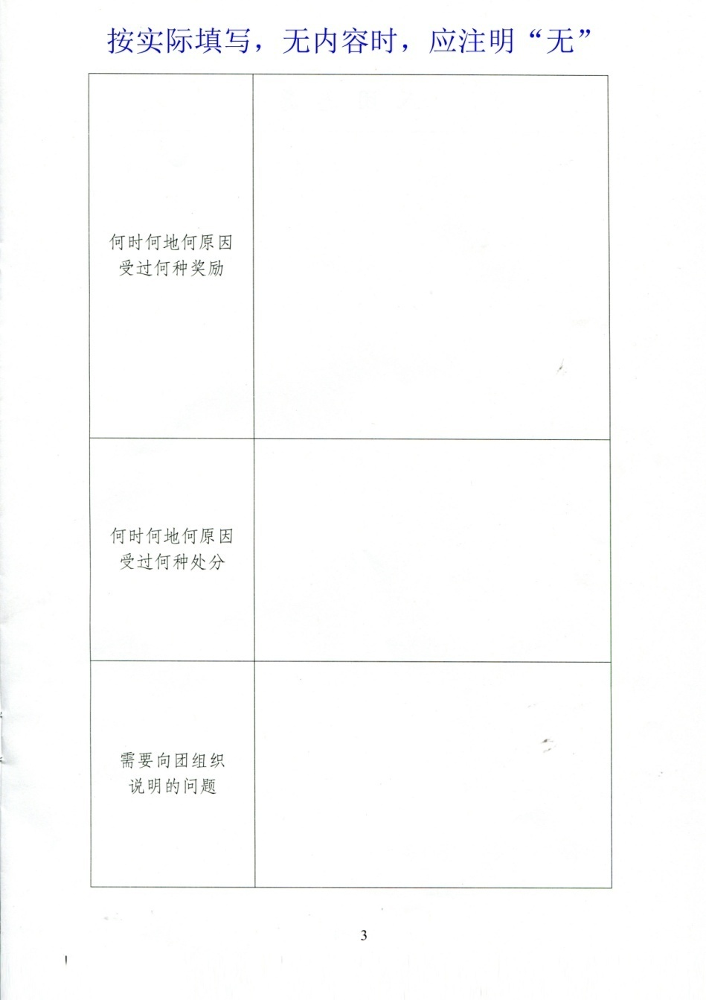 按实际填写，无内容时，应注明“无”
何时何地何原因
受过何种奖励
何时何地何原因
受过何种处分
需要向团组织
说明的问题
3